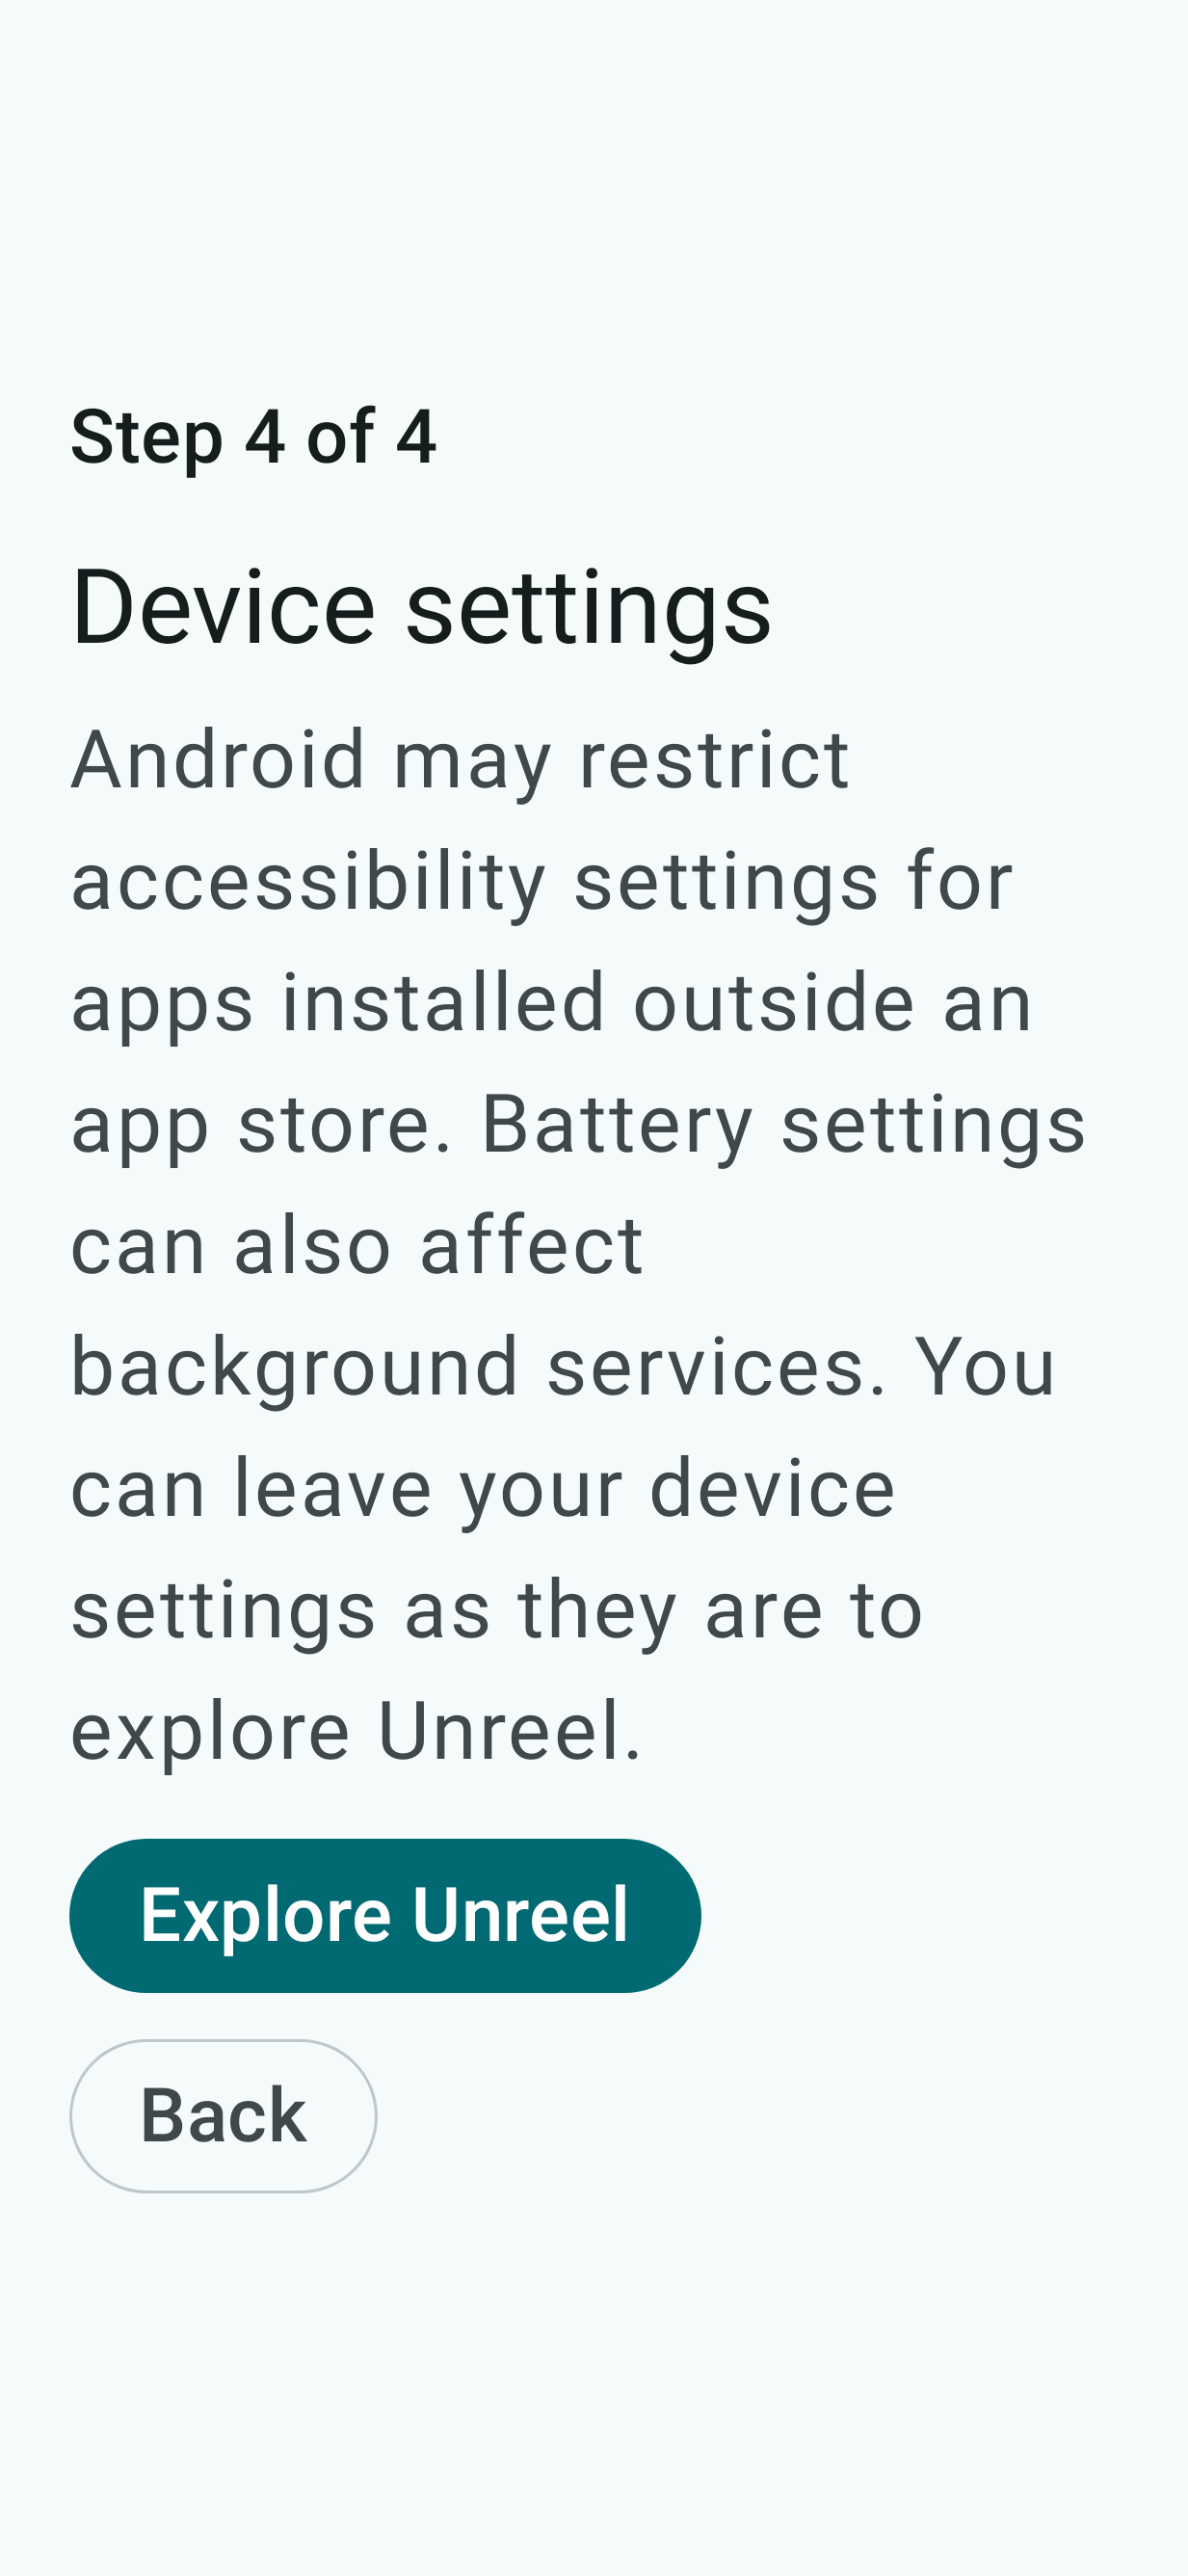 Step 4 of 4
Device settings
Android may restrict
accessibility settings for
apps installed outside an
app store. Battery settings
can also affect
background services. You
can leave your device
settings as they are to
explore Unreel.
Explore Unreel
Back